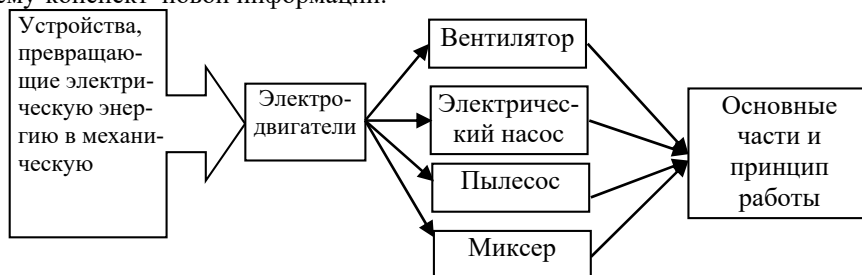 ему конспект новой информации.
Устройства,
превращаю-
щие электри-
ческую энер-
гию в механи-
ческую
Электро-
двигатели
Вентилятор
Электричес-
кий насос
Пылесос
Миксер
Основные
части и
принцип
работы